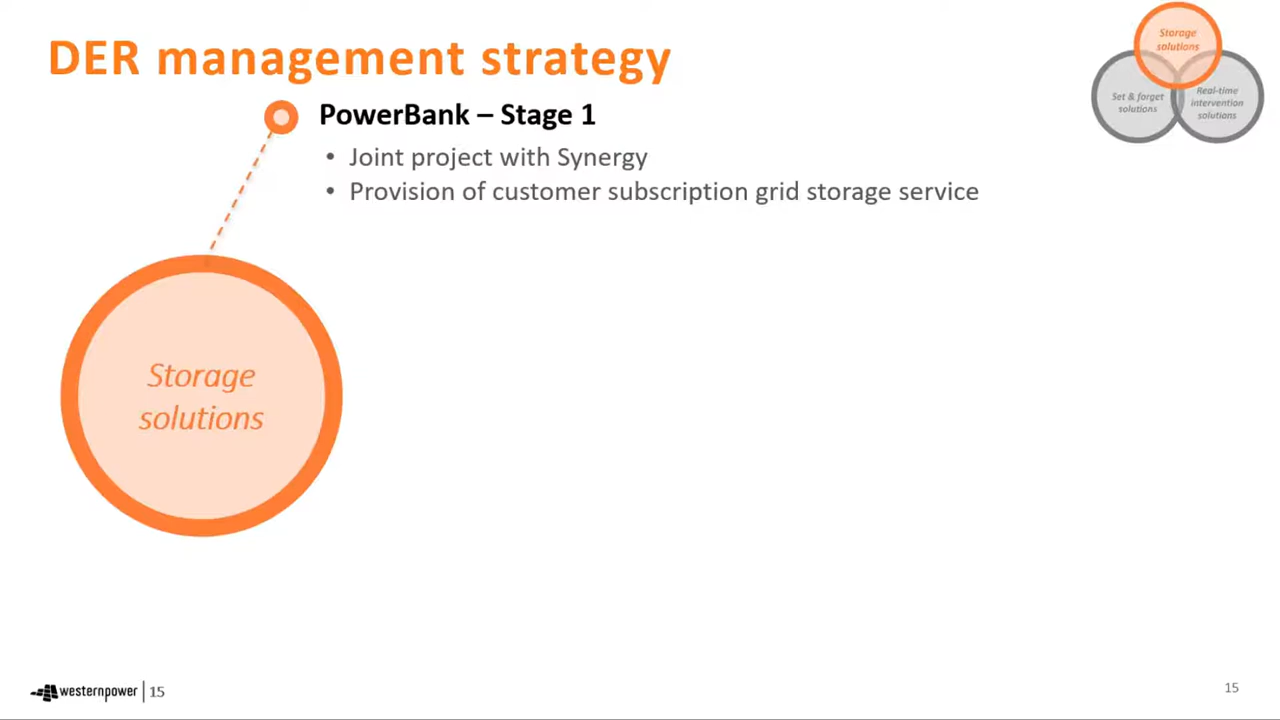 DER management strategy
Storage
solutions
Set & forget
solutions
Real-time
intervention
solutions
PowerBank – Stage 1
• Joint project with Synergy
• Provision of customer subscription grid storage service
Storage
solutions
westernpower | 15
15